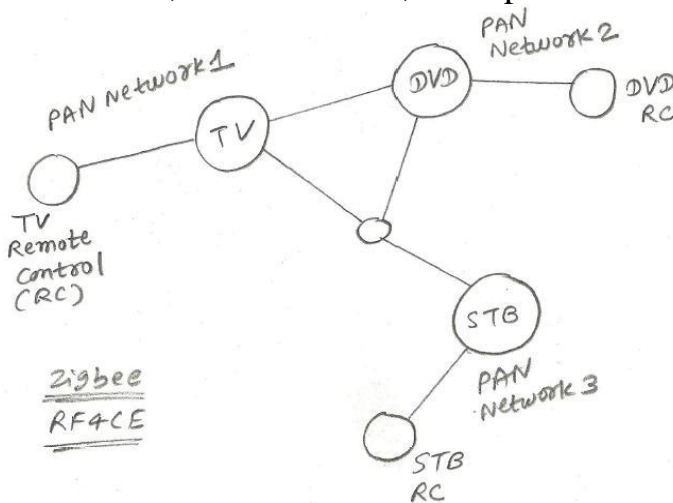 PAN Network 1
TV
DVD
PAN
Network 2
DVD
RC
TV
Remote
Control
(RC)
STB
PAN
Network 3
STB
RC
Zigbee
RF4CE